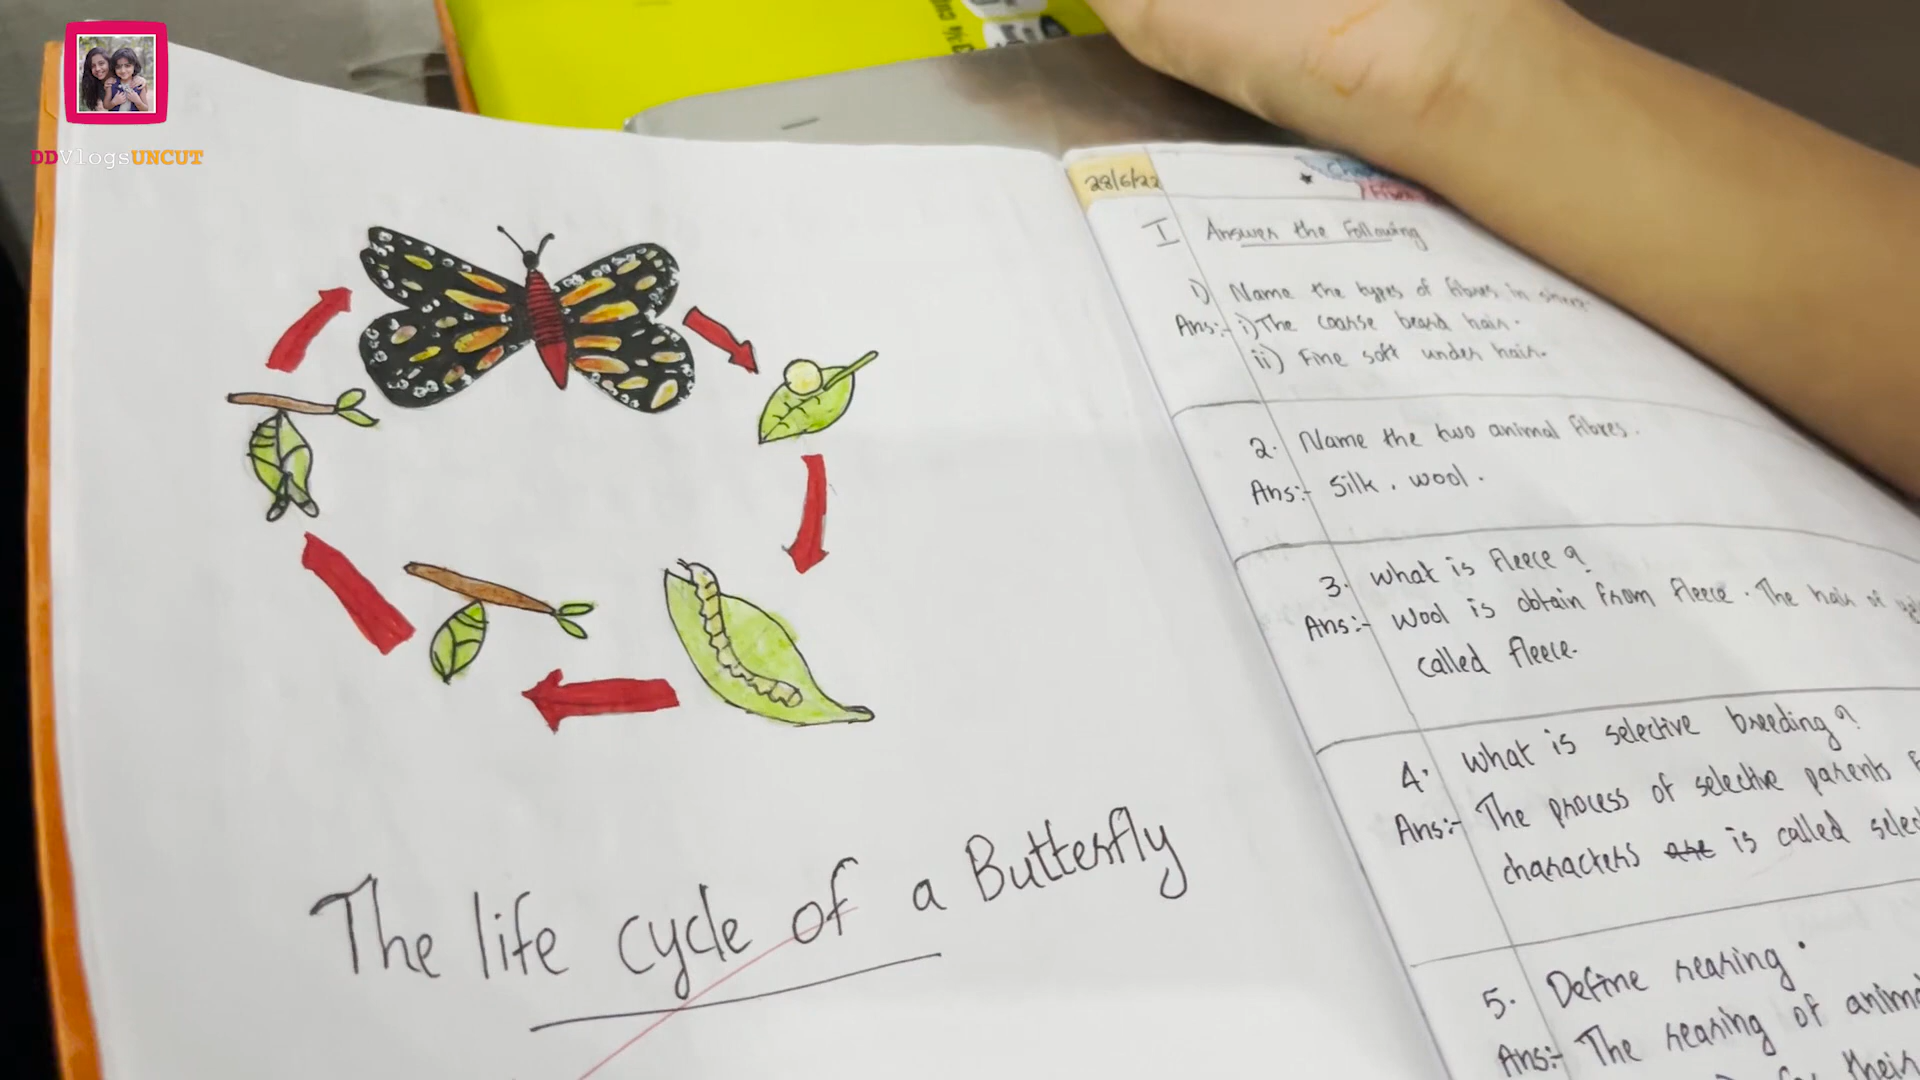 DDVlogsUNCUT
The life cycle of a Butterfly
28/6/22
I Answer the Following
1) Name the types of fibres in sheep.
Ans:- i) The coarse beard hair.
ii) Fine soft under hair.
2. Name the two animal fibres.
Ans:- Silk, wool.
3. What is Fleece?
Ans:- Wool is obtain from fleece. The hair of
called fleece.
4. What is selective breeding?
Ans:- The process of selective parents
characters is called
5. Define rearing.
Ans:- The rearing of
for their